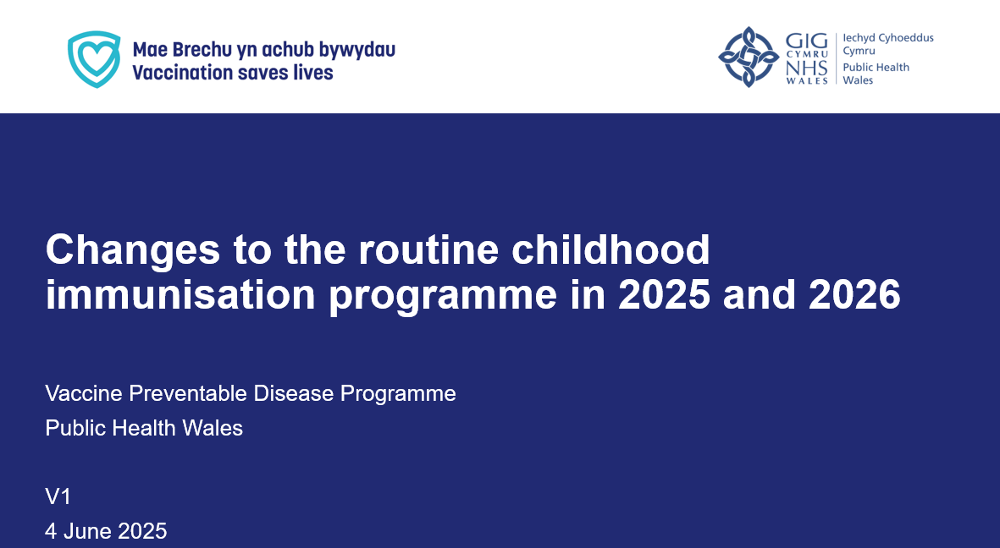 Mae Brechu yn achub bywydau
Vaccination saves lives
GIG
CYMRU
NHS
WALES
Iechyd Cyhoeddus
Cymru
Public Health
Wales
Changes to the routine childhood
immunisation programme in 2025 and 2026
Vaccine Preventable Disease Programme
Public Health Wales
V1
4 June 2025